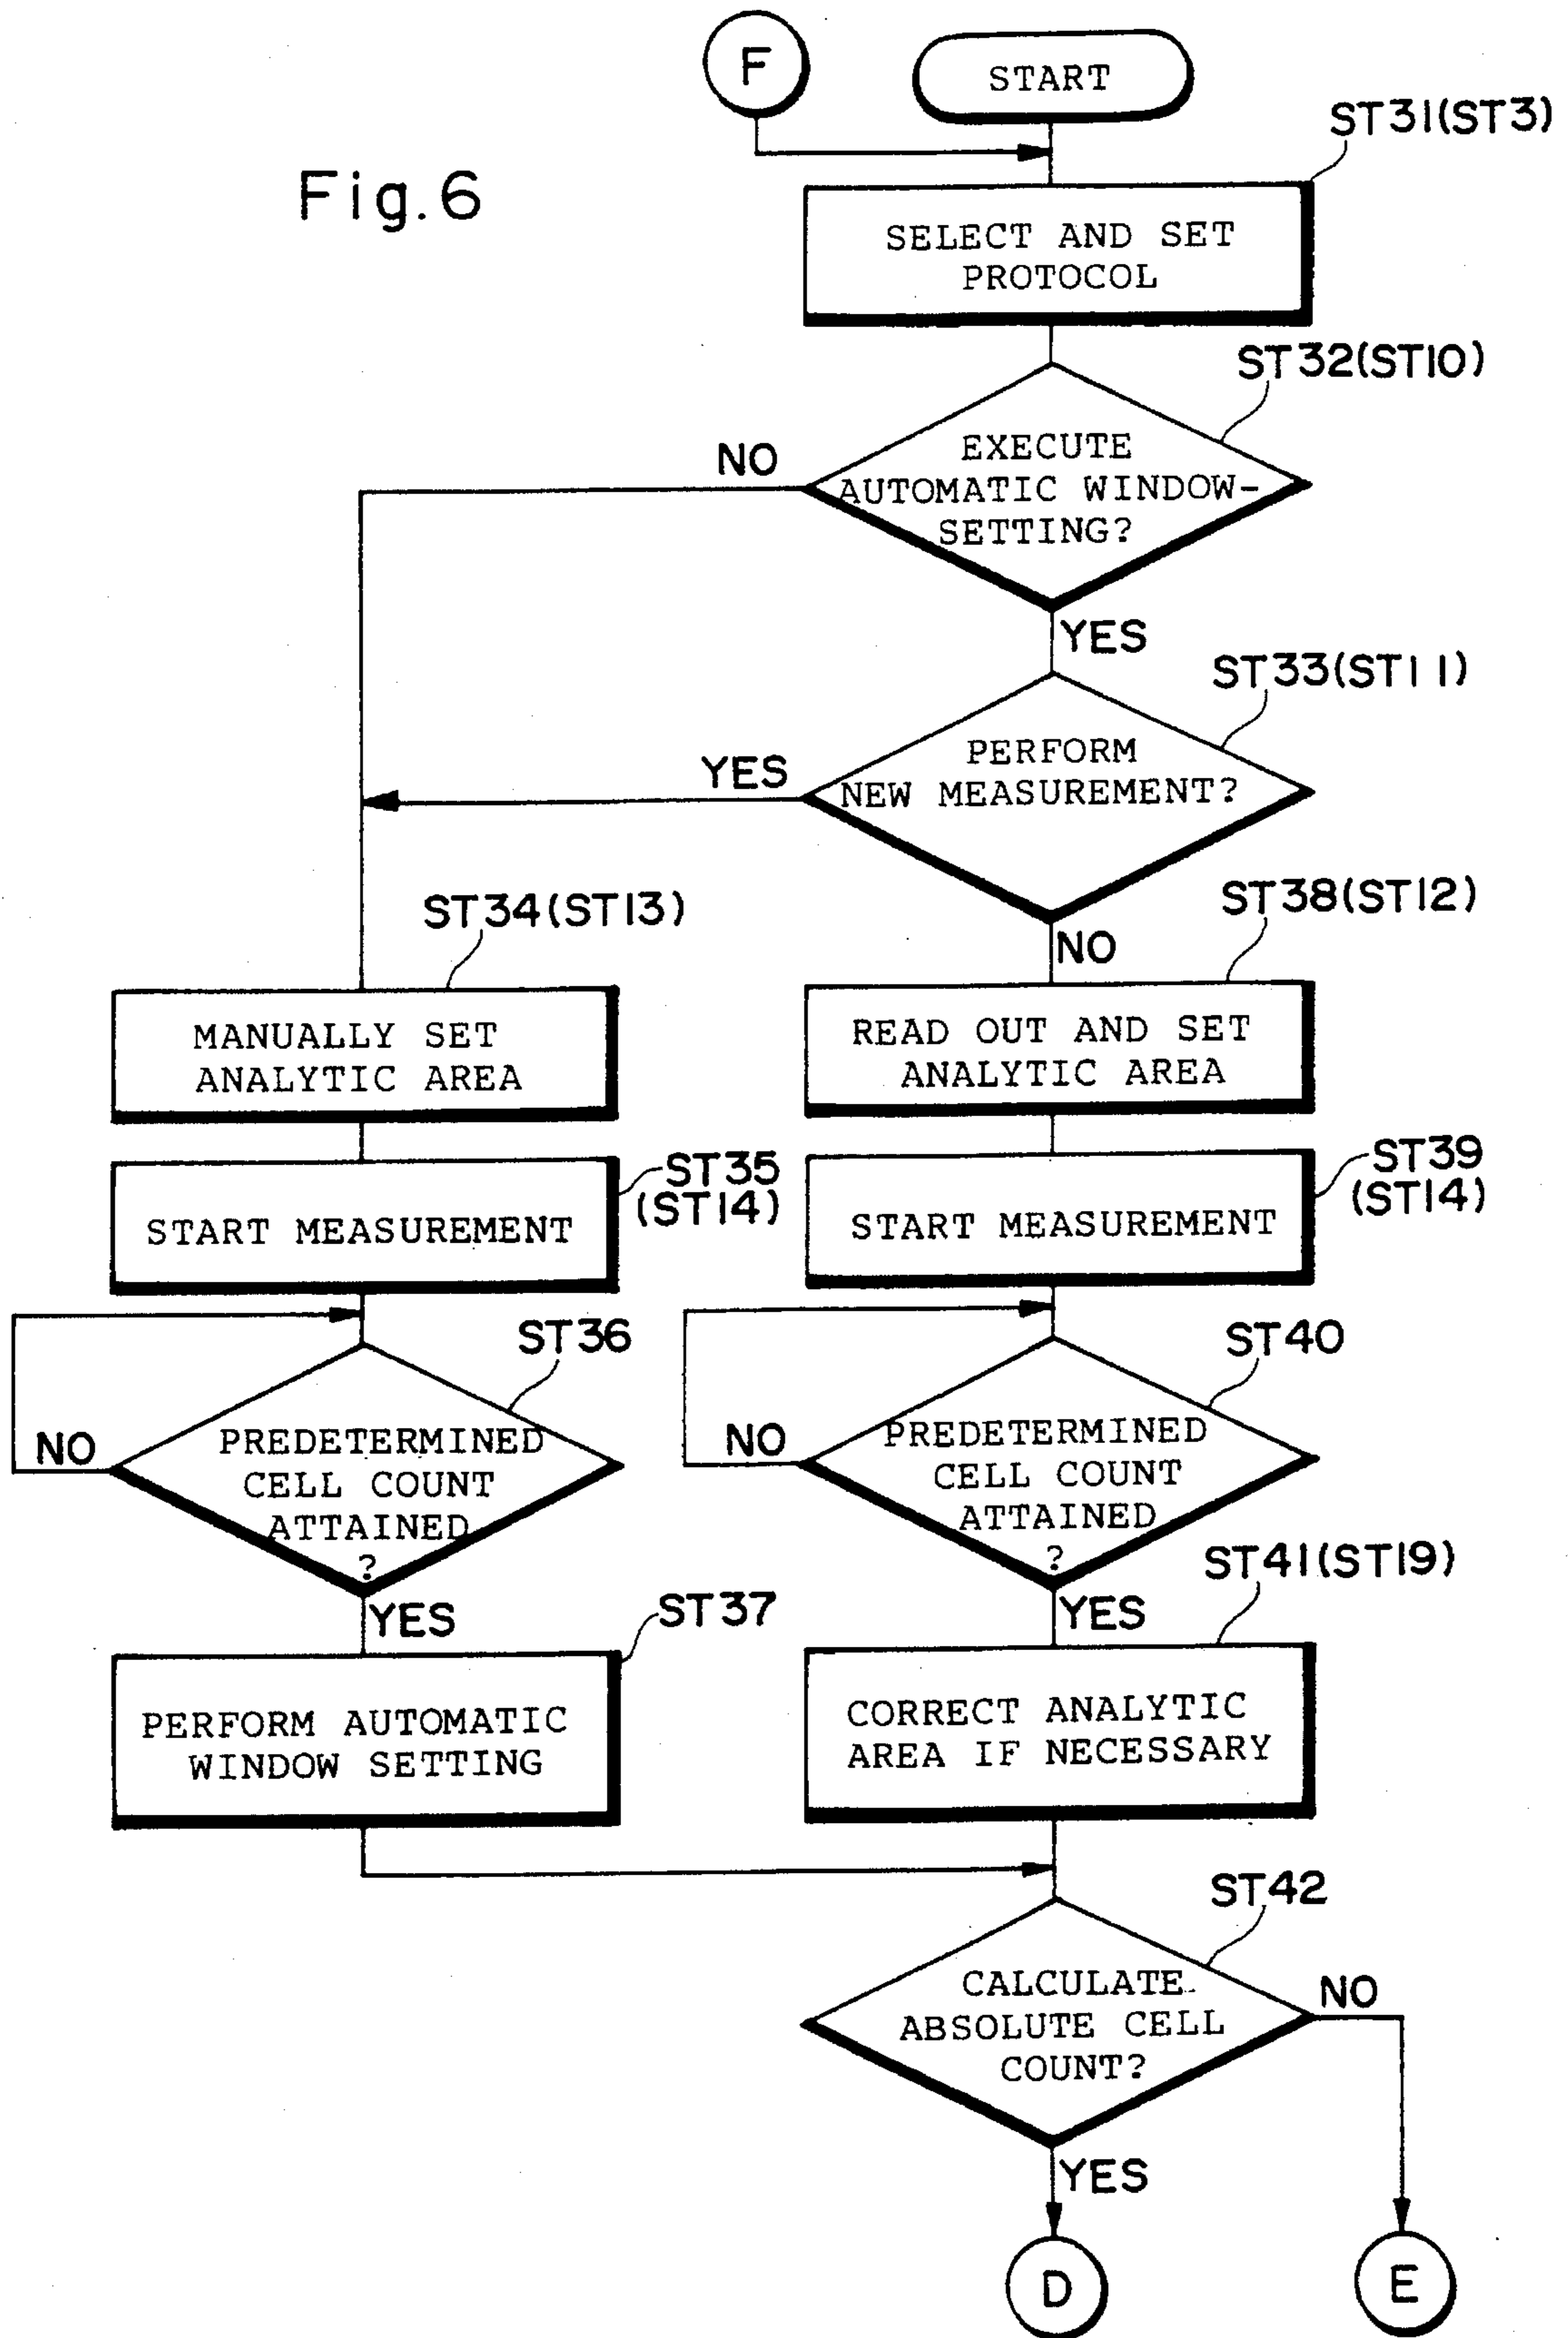 F
START
ST31(ST3)
Fig.6
SELECT AND SET
PROTOCOL
ST32(ST10)
NO
EXECUTE
AUTOMATIC WINDOW-
SETTING?
YES
ST33(ST11)
YES
PERFORM
NEW MEASUREMENT?
ST34(ST13)
ST38(ST12)
NO
MANUALLY SET
ANALYTIC AREA
READ OUT AND SET
ANALYTIC AREA
ST35
(ST14)
ST39
(ST14)
START MEASUREMENT
START MEASUREMENT
ST36
ST40
NO
PREDETERMINED
CELL COUNT
ATTAINED
?
NO
PREDETERMINED
CELL COUNT
ATTAINED
?
YES
ST37
ST41(ST19)
YES
PERFORM AUTOMATIC
WINDOW SETTING
CORRECT ANALYTIC
AREA IF NECESSARY
ST42
CALCULATE
ABSOLUTE CELL
COUNT?
NO
YES
D
E